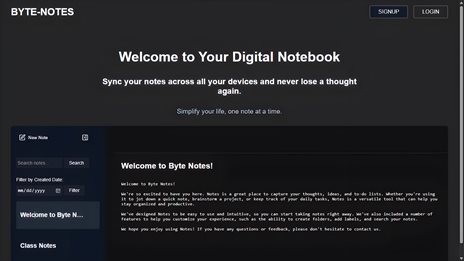 BYTE-NOTES
SIGNUP
LOGIN
Welcome to Your Digital Notebook
Sync your notes across all your devices and never lose a thought
again.
Simplify your life, one note at a time.
New Note
Search notes...
Search
Filter by Created Date:
mm/dd/yyyy
Filter
Welcome to Byte N...
Class Notes
Welcome to Byte Notes!
Welcome to Byte Notes!
We're so excited to have you here. Notes is a great place to capture your thoughts, ideas, and to-do lists. Whether you're using
it to jot down a quick note, brainstorm a project, or keep track of your daily tasks, Notes is a versatile tool that can help you
stay organized and productive.
We've designed Notes to be easy to use and intuitive, so you can start taking notes right away. We've also included a number of
features to help you customize your experience, such as the ability to create folders, add labels, and search your notes.
We hope you enjoy using Notes! If you have any questions or feedback, please don't hesitate to contact us.